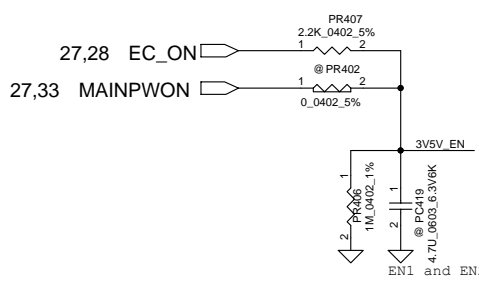 PR407
2.2K_0402_5%
27,28 EC_ON 1 2
@ PR402
27,33 MAINPWON 1 2
0_0402_5%
3V5V_EN
1
PR406
1M_0402_1%
2
1
@ PC419
4.7U_0603_6.3V6K
2
EN1 and EN